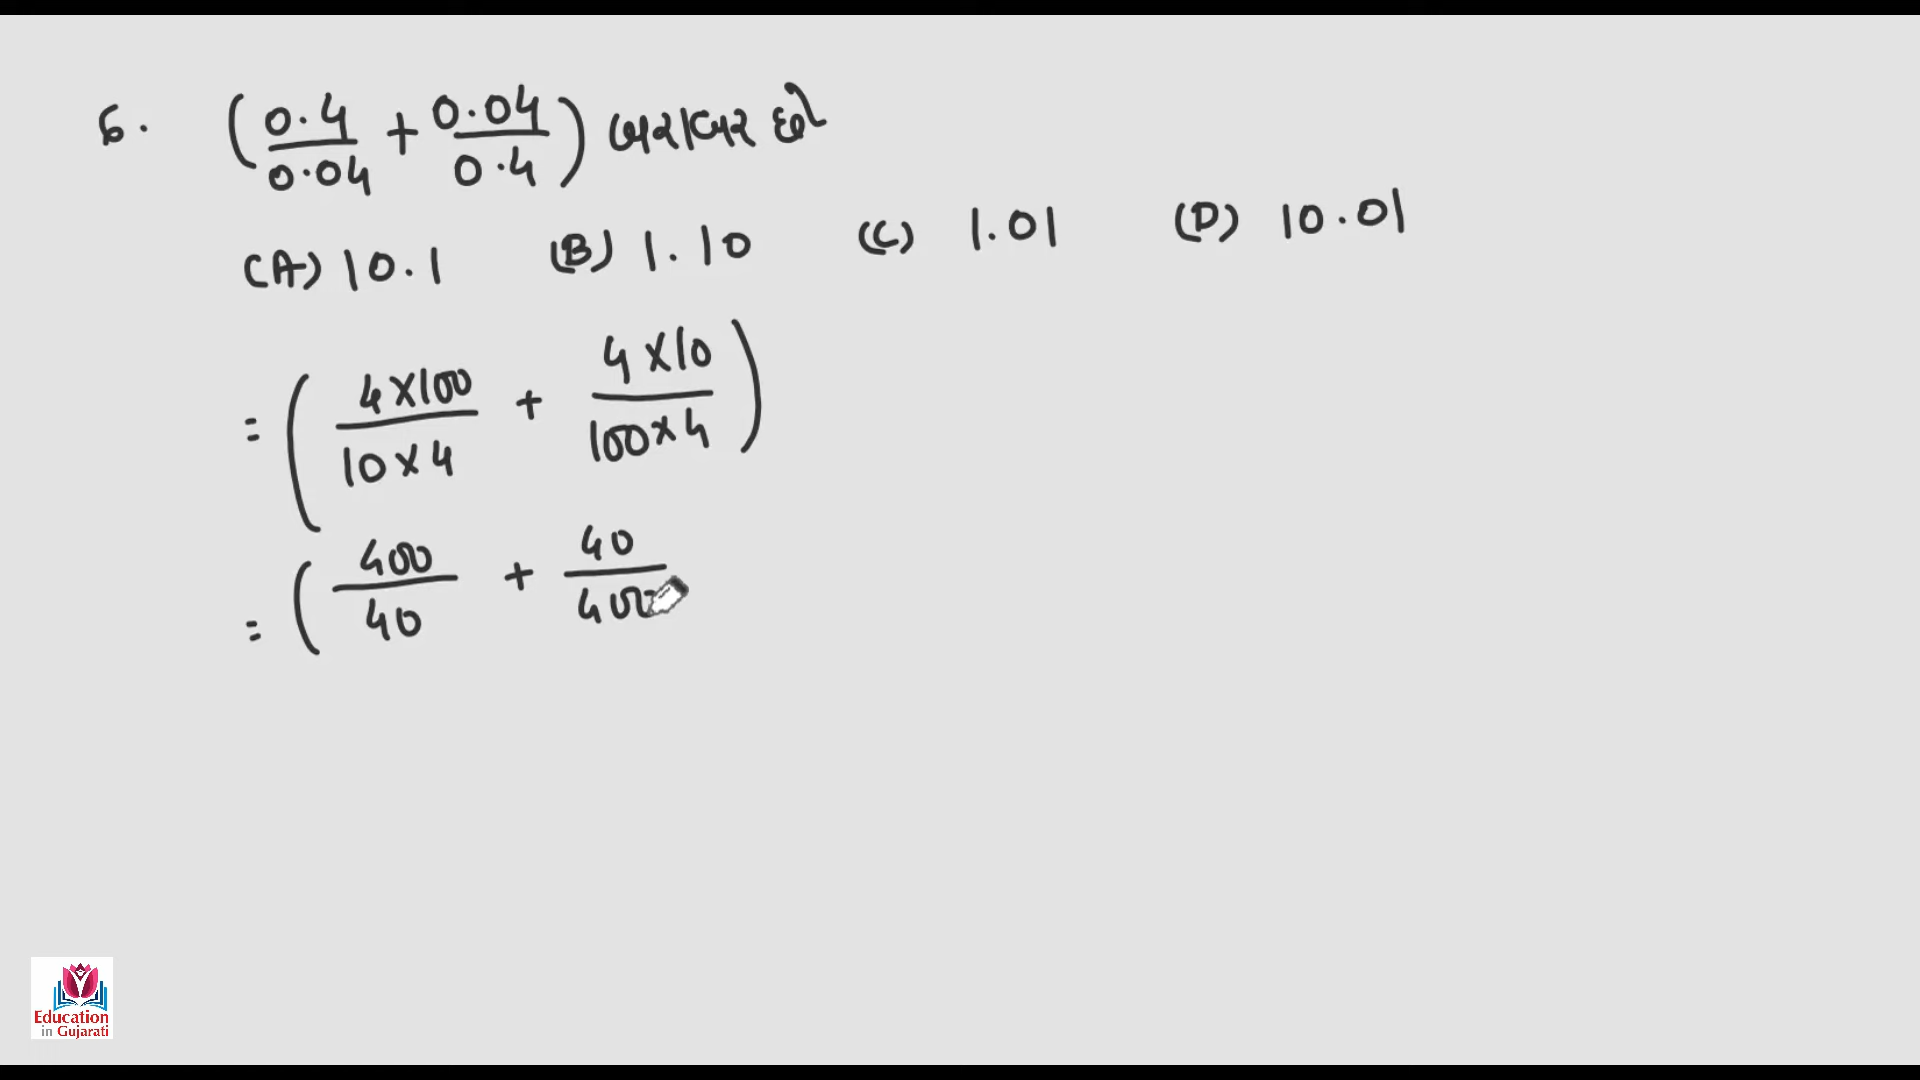 5. (0.4/0.04 + 0.04/0.4) બરાબર
(A) 10.1 (B) 1.10 (C) 1.01 (D) 10.01
= (4×100/10×4 + 4×10/100×4)
= (400/40 + 40/400
Education
in Gujarati